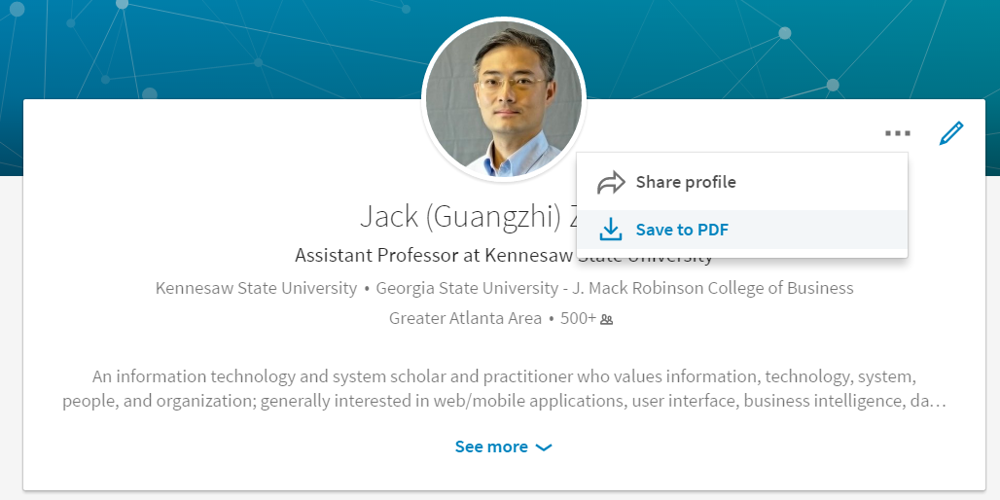 Share profile
Jack (Guangzhi)
Save to PDF
Assistant Professor at Kennesaw State University
Kennesaw State University • Georgia State University - J. Mack Robinson College of Business
Greater Atlanta Area • 500+
An information technology and system scholar and practitioner who values information, technology, system,
people, and organization; generally interested in web/mobile applications, user interface, business intelligence, da…
See more